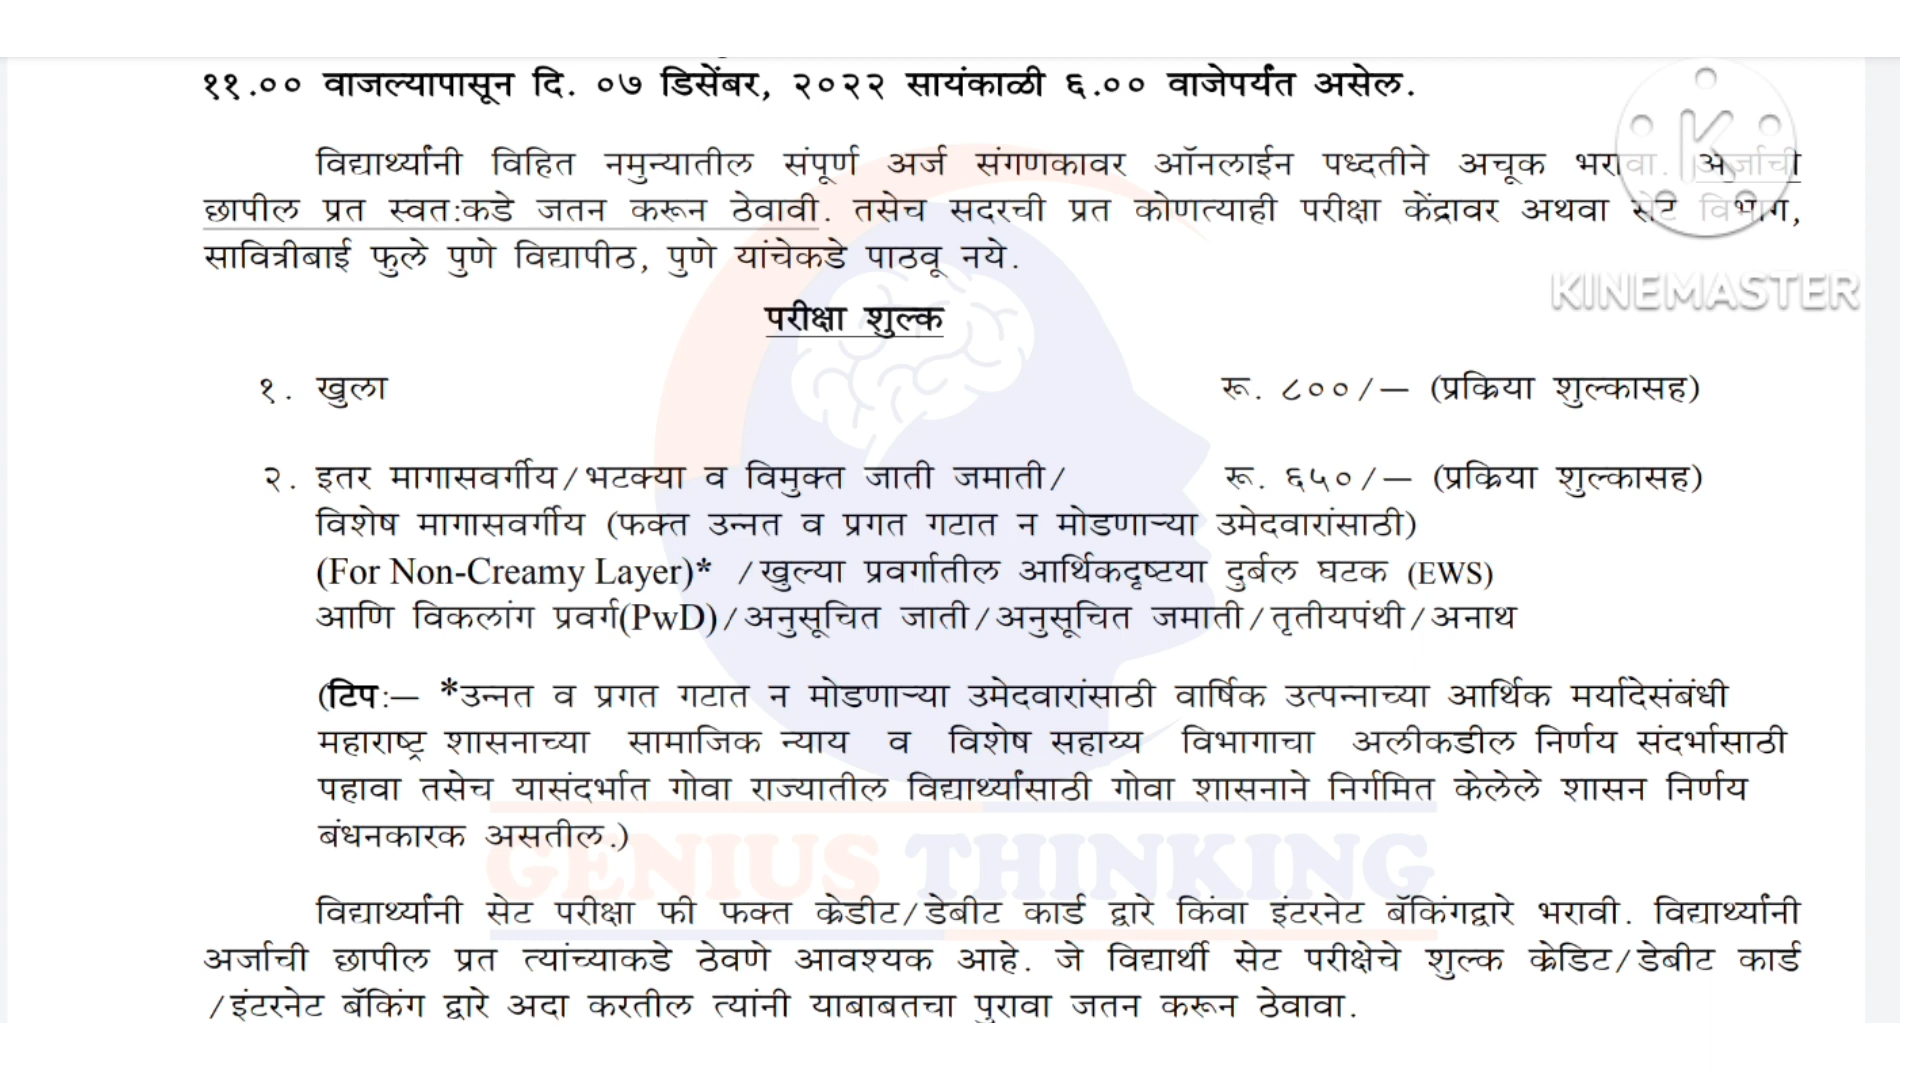 ११.०० वाजल्यापासून दि. ०७ डिसेंबर, २०२२ सायंकाळी ६.०० वाजेपर्यंत असेल.
विद्यार्थ्यांनी विहित नमुन्यातील संपूर्ण अर्ज संगणकावर ऑनलाईन पध्दतीने अचूक भरावा. अर्जाची
छापील प्रत स्वत:कडे जतन करून ठेवावी. तसेच सदरची प्रत कोणत्याही परीक्षा केंद्रावर अथवा सेट विभाग,
सावित्रीबाई फुले पुणे विद्यापीठ, पुणे यांचेकडे पाठवू नये.
KINEMASTER
परीक्षा शुल्क
१. खुला रू. ८००/— (प्रक्रिया शुल्कासह)
२. इतर मागासवर्गीय/भटक्या व विमुक्त जाती जमाती/ रू. ६५०/— (प्रक्रिया शुल्कासह)
विशेष मागासवर्गीय (फक्त उन्नत व प्रगत गटात न मोडणाऱ्या उमेदवारांसाठी)
(For Non-Creamy Layer)* /खुल्या प्रवर्गातील आर्थिकदृष्टया दुर्बल घटक (EWS)
आणि विकलांग प्रवर्ग(PwD)/अनुसूचित जाती/अनुसूचित जमाती/तृतीयपंथी/अनाथ
(टिप:— *उन्नत व प्रगत गटात न मोडणाऱ्या उमेदवारांसाठी वार्षिक उत्पन्नाच्या आर्थिक मर्यादेसंबंधी
महाराष्ट्र शासनाच्या सामाजिक न्याय व विशेष सहाय्य विभागाचा अलीकडील निर्णय संदर्भासाठी
पहावा तसेच यासंदर्भात गोवा राज्यातील विद्यार्थ्यांसाठी गोवा शासनाने निर्गमित केलेले शासन निर्णय
बंधनकारक असतील.)
GENIUS THINKING
विद्यार्थ्यांनी सेट परीक्षा फी फक्त क्रेडीट/डेबीट कार्ड द्वारे किंवा इंटरनेट बॅकिंगद्वारे भरावी. विद्यार्थ्यांनी
अर्जाची छापील प्रत त्यांच्याकडे ठेवणे आवश्यक आहे. जे विद्यार्थी सेट परीक्षेचे शुल्क क्रेडिट/डेबीट कार्ड
/इंटरनेट बॅकिंग द्वारे अदा करतील त्यांनी याबाबतचा पुरावा जतन करून ठेवावा.